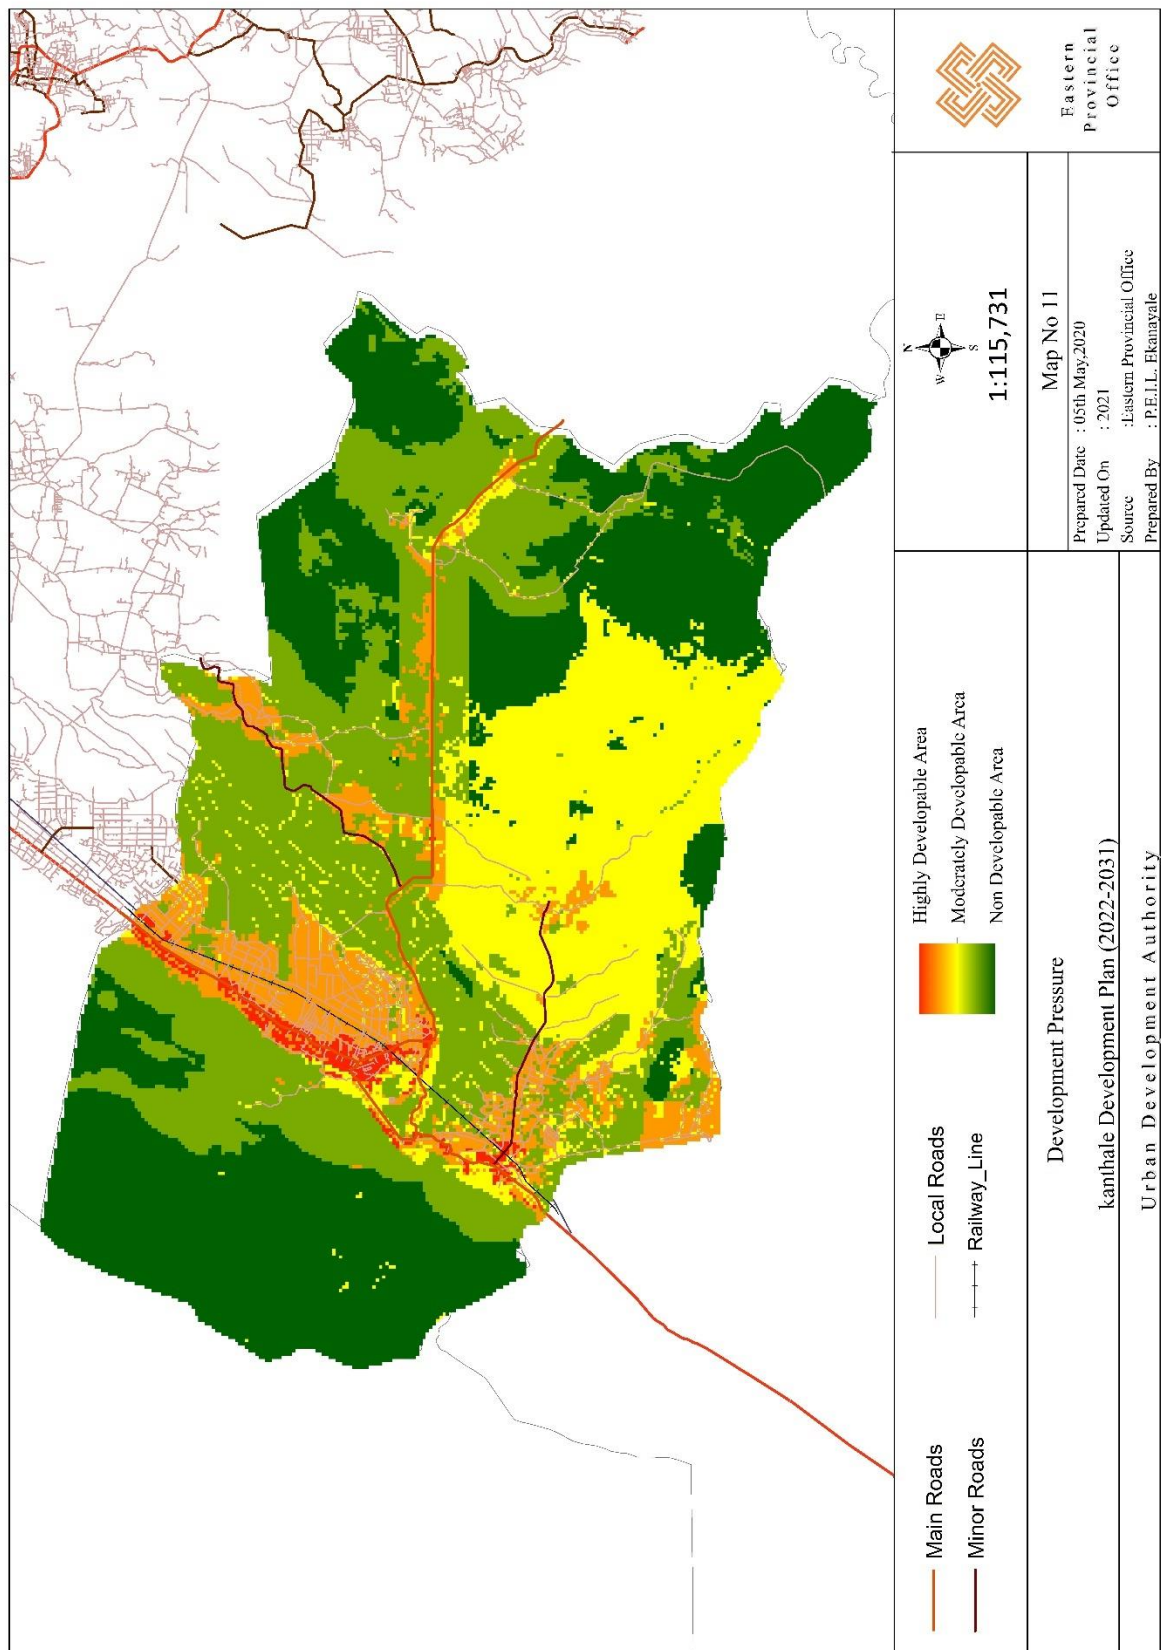 Main Roads
Minor Roads
Local Roads
Railway_Line
Highly Developable Area
Moderately Developable Area
Non Developable Area
N
W
E
S
1:115,731
Eastern
Provincial
Office
Development Pressure
kanthale Development Plan (2022-2031)
Urban Development Authority
Map No 11
Prepared Date : 05th May,2020
Updated On : 2021
Source :Eastern Provincial Office
Prepared By : P.E.I.L. Ekanayale